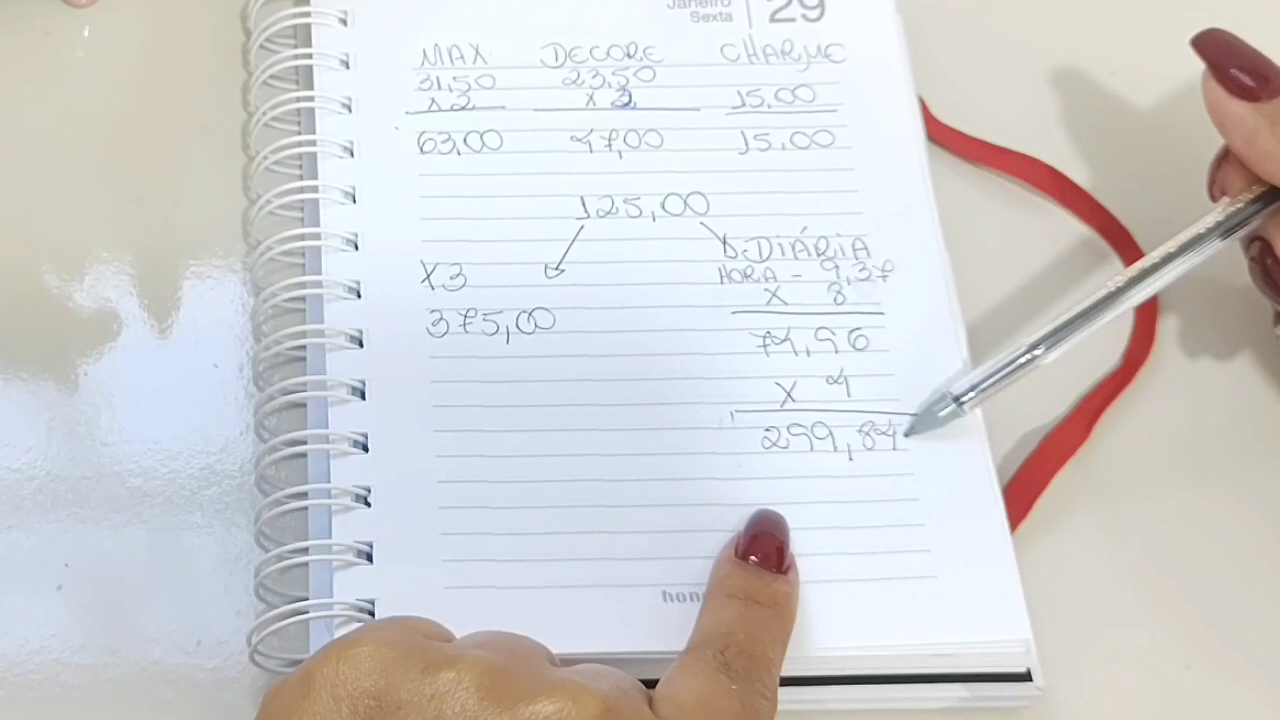 Janeiro
Sexta
29
MAX DECORE CHARME
31,50 23,50
x2 x 2 15,00
63,00 47,00 15,00
125,00
DIÁRIA
X3 HORA - 9,37
x 8
375,00
74,96
x 4
299,84